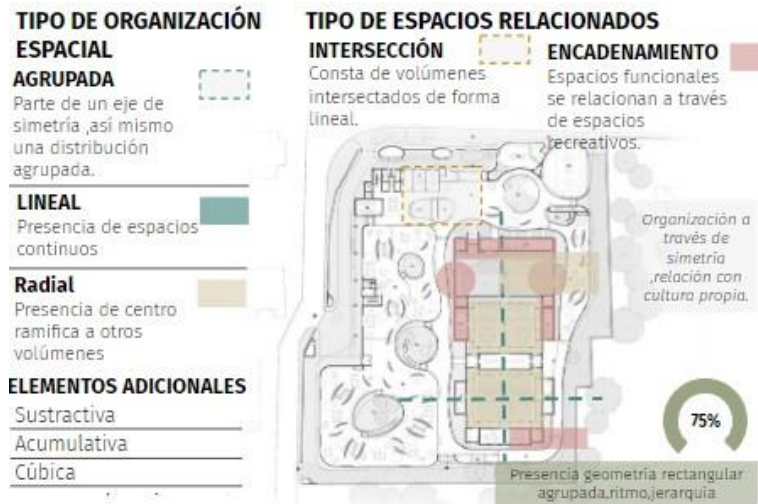 TIPO DE ORGANIZACIÓN
ESPACIAL
AGRUPADA
Parte de un eje de
simetría ,así mismo
una distribución
agrupada.
LINEAL
Presencia de espacios
continuos
Radial
Presencia de centro
ramifica a otros
volúmenes
ELEMENTOS ADICIONALES
Sustractiva
Acumulativa
Cúbica
TIPO DE ESPACIOS RELACIONADOS
INTERSECCIÓN
Consta de volúmenes
intersectados de forma
lineal.
ENCADENAMIENTO
Espacios funcionales
se relacionan a través
de espacios
recreativos.
Organización a
través de
simetría
,relación con
cultura propia.
75%
Presencia geometría rectangular
agrupada,ritmo,jerarquía